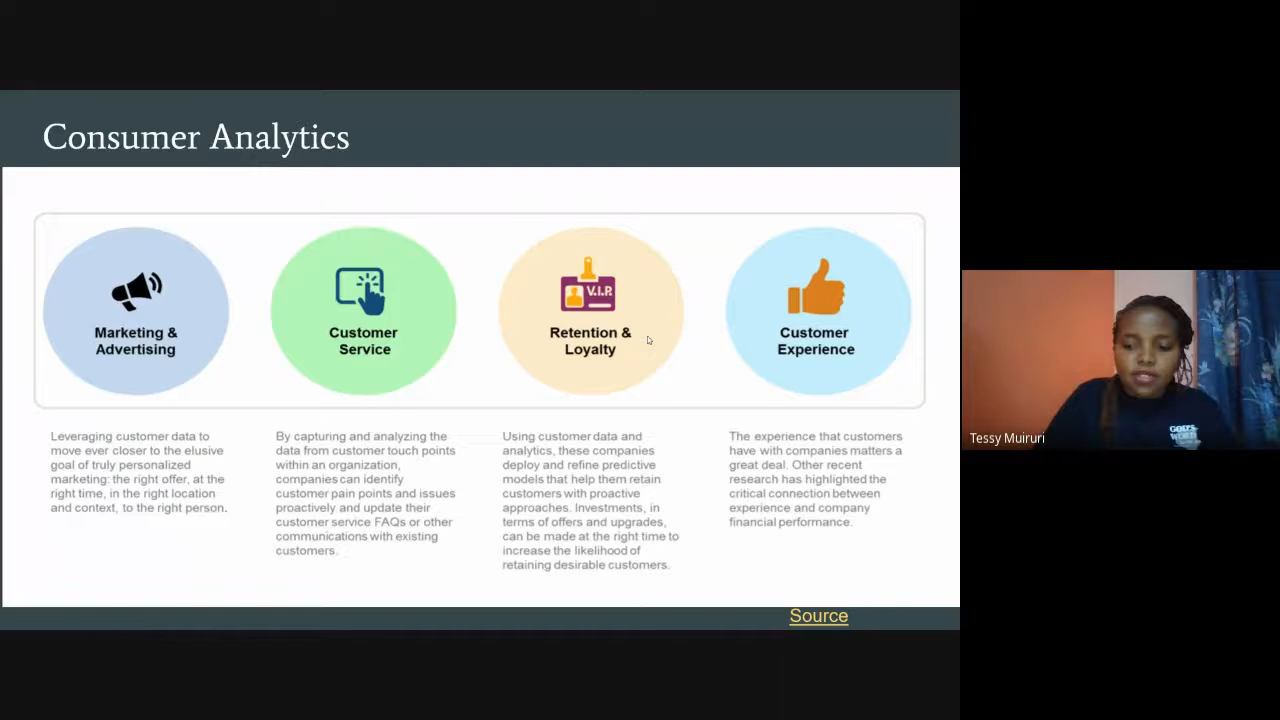 Consumer Analytics
V.I.P.
Marketing &
Advertising
Customer
Service
Retention &
Loyalty
Customer
Experience
Leveraging customer data to
move ever closer to the elusive
goal of truly personalized
marketing: the right offer, at the
right time, in the right location
and context, to the right person.
By capturing and analyzing the
data from customer touch points
within an organization,
companies can identify
customer pain points and issues
proactively and update their
customer service FAQs or other
communications with existing
customers.
Using customer data and
analytics, these companies
deploy and refine predictive
models that help them retain
customers with proactive
approaches. Investments, in
terms of offers and upgrades,
can be made at the right time to
increase the likelihood of
retaining desirable customers.
The experience that customers
have with companies matters a
great deal. Other recent
research has highlighted the
critical connection between
experience and company
financial performance.
Source
Tessy Muiruri
GOD'S
WORD